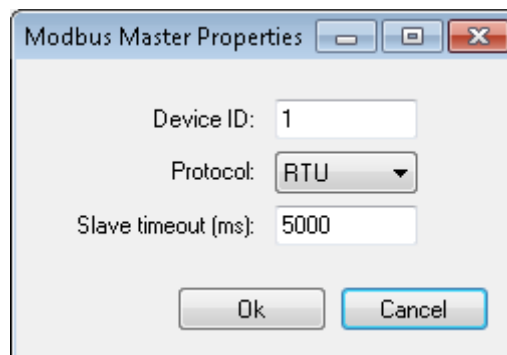 Modbus Master Properties
Device ID: 1
Protocol: RTU
Slave timeout (ms): 5000
Ok Cancel